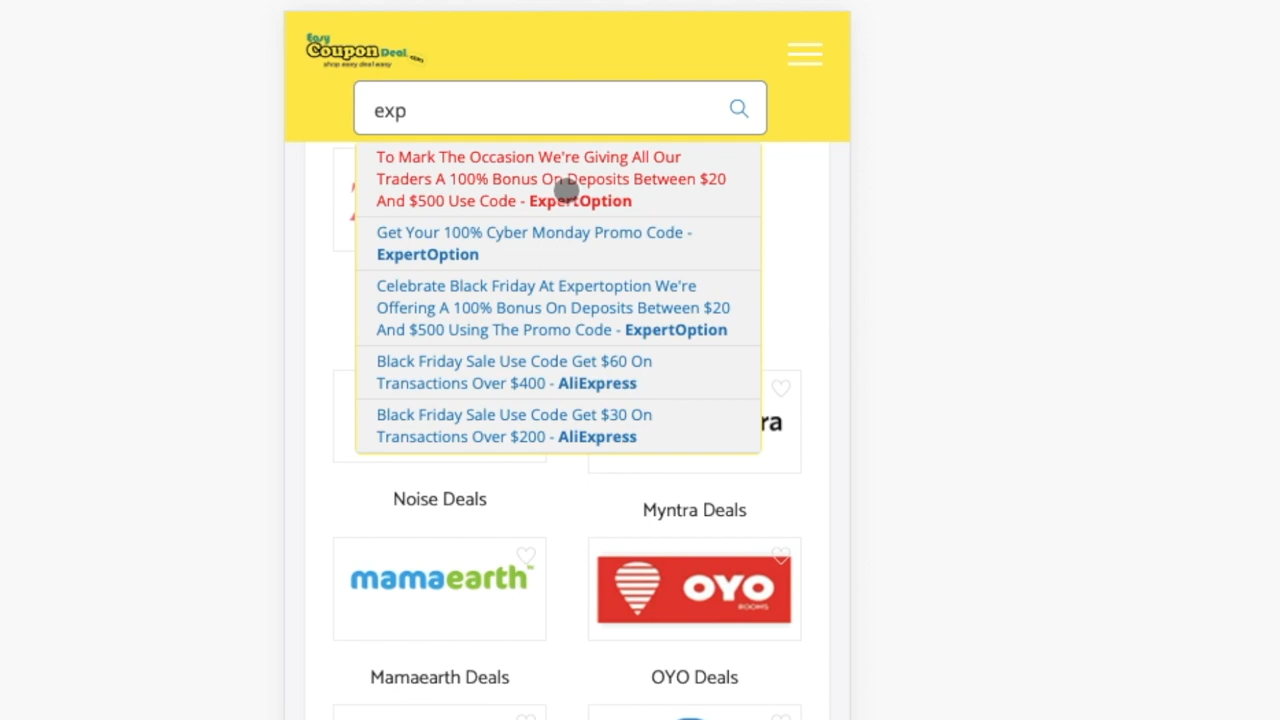 Easy
Coupon Deal .com
shop easy deal easy
exp
To Mark The Occasion We're Giving All Our
Traders A 100% Bonus On Deposits Between $20
And $500 Use Code - ExpertOption
Get Your 100% Cyber Monday Promo Code -
ExpertOption
Celebrate Black Friday At Expertoption We're
Offering A 100% Bonus On Deposits Between $20
And $500 Using The Promo Code - ExpertOption
Black Friday Sale Use Code Get $60 On
Transactions Over $400 - AliExpress
Black Friday Sale Use Code Get $30 On
Transactions Over $200 - AliExpress
ra
Noise Deals
Myntra Deals
mamaearth™
OYO
ROOMS
Mamaearth Deals
OYO Deals